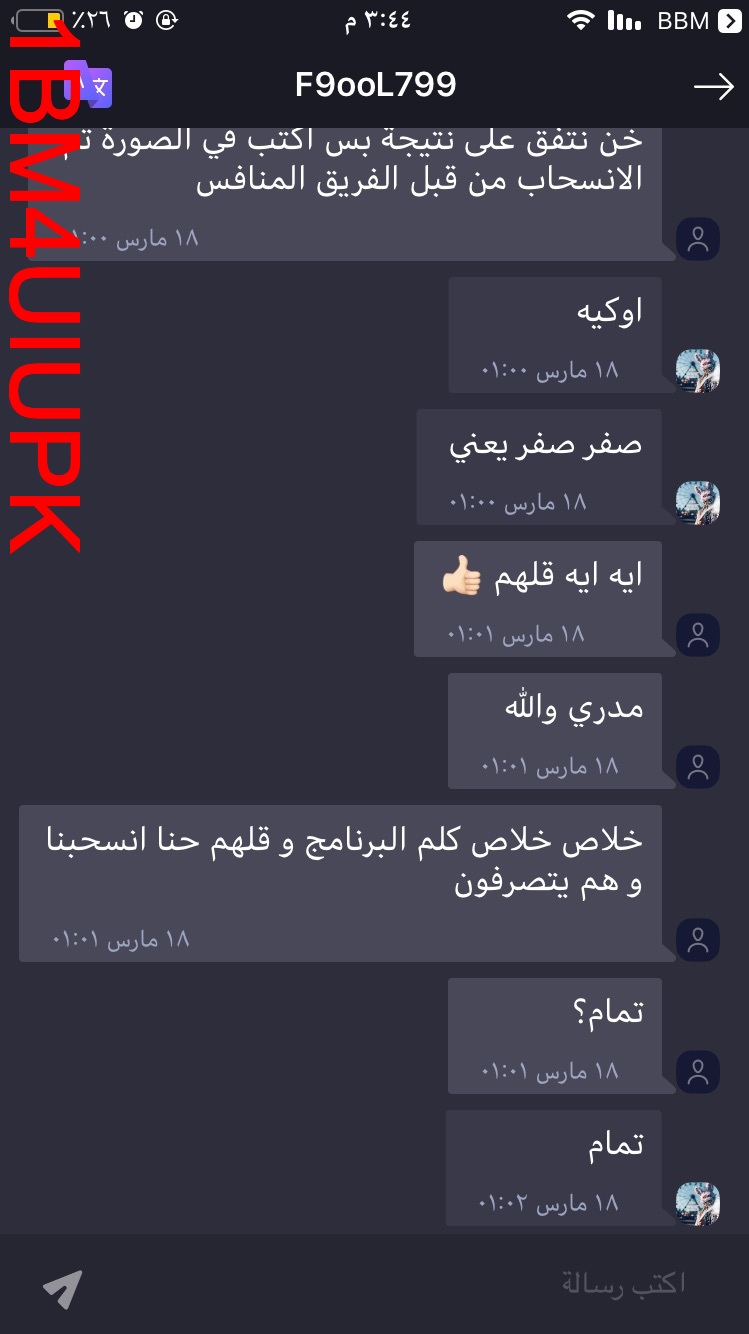 BBM
٣:٤٤ م
٪٢٦
F9ooL799
1BM4UIUPK
خن نتفق على نتيجة بس اكتب في الصورة تم
الانسحاب من قبل الفريق المنافس
١٨ مارس ٠١:٠٠
اوكيه
١٨ مارس ٠١:٠٠
صفر صفر يعني
١٨ مارس ٠١:٠٠
ايه ايه قلهم 👍🏻
١٨ مارس ٠١:٠١
مدري والله
١٨ مارس ٠١:٠١
خلاص خلاص كلم البرنامج و قلهم حنا انسحبنا
و هم يتصرفون
١٨ مارس ٠١:٠١
تمام؟
١٨ مارس ٠١:٠١
تمام
١٨ مارس ٠١:٠٢
اكتب رسالة